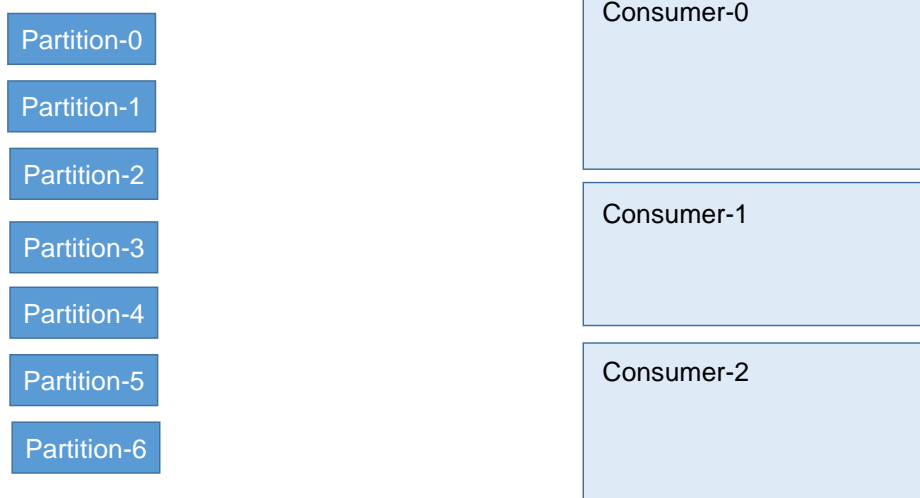 Partition-0
Partition-1
Partition-2
Partition-3
Partition-4
Partition-5
Partition-6
Consumer-0
Consumer-1
Consumer-2